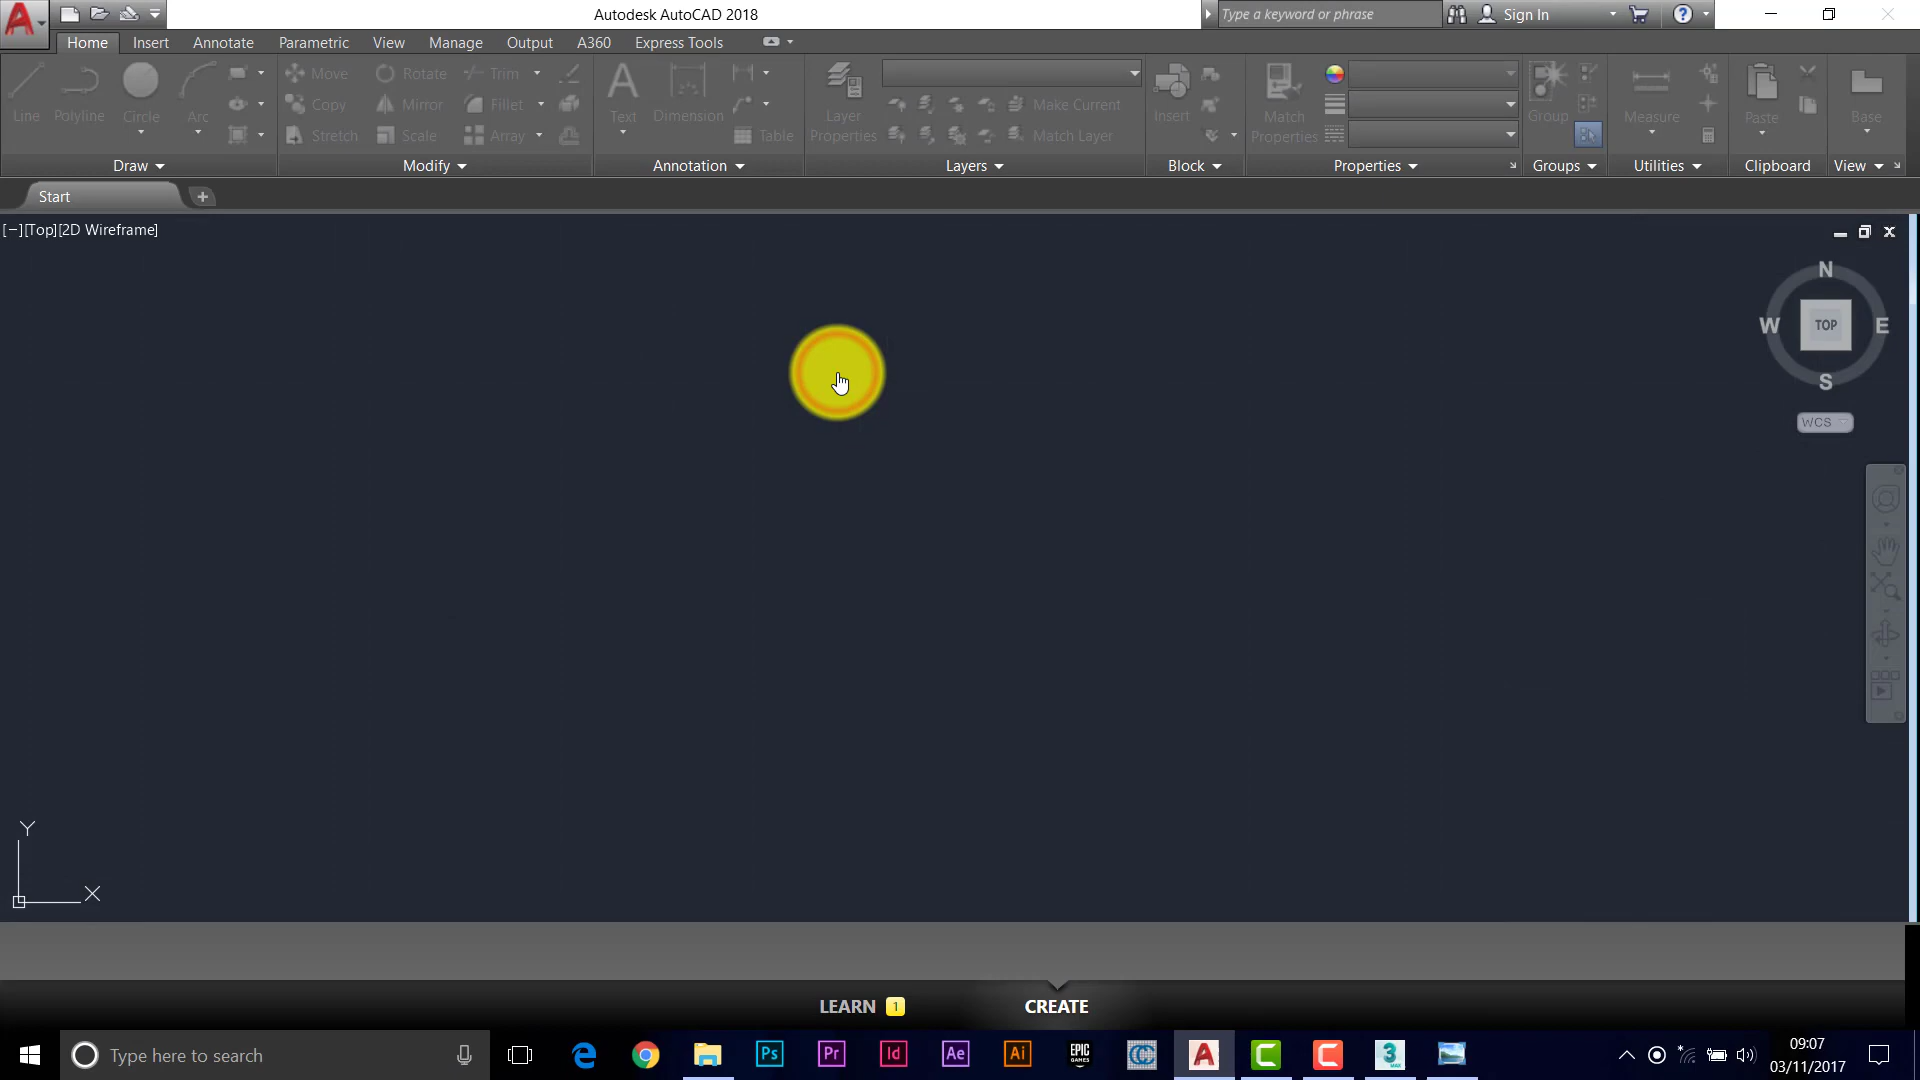 Autodesk AutoCAD 2018
Type a keyword or phrase
Sign In
Home Insert Annotate Parametric View Manage Output A360 Express Tools
Line Polyline Circle Arc
Move Rotate Trim
Copy Mirror Fillet
Stretch Scale Array
Text Dimension Table
Layer Properties
Make Current
Match Layer
Insert
Match Properties
Group
Measure
Paste
Base
Draw Modify Annotation Layers Block Properties Groups Utilities Clipboard View
Start
[−][Top][2D Wireframe]
N
W TOP E
S
WCS
Y
X
LEARN 1 CREATE
Type here to search
Ps Pr Id Ae Ai EPIC GAMES A C C 3 MAX
09:07
03/11/2017